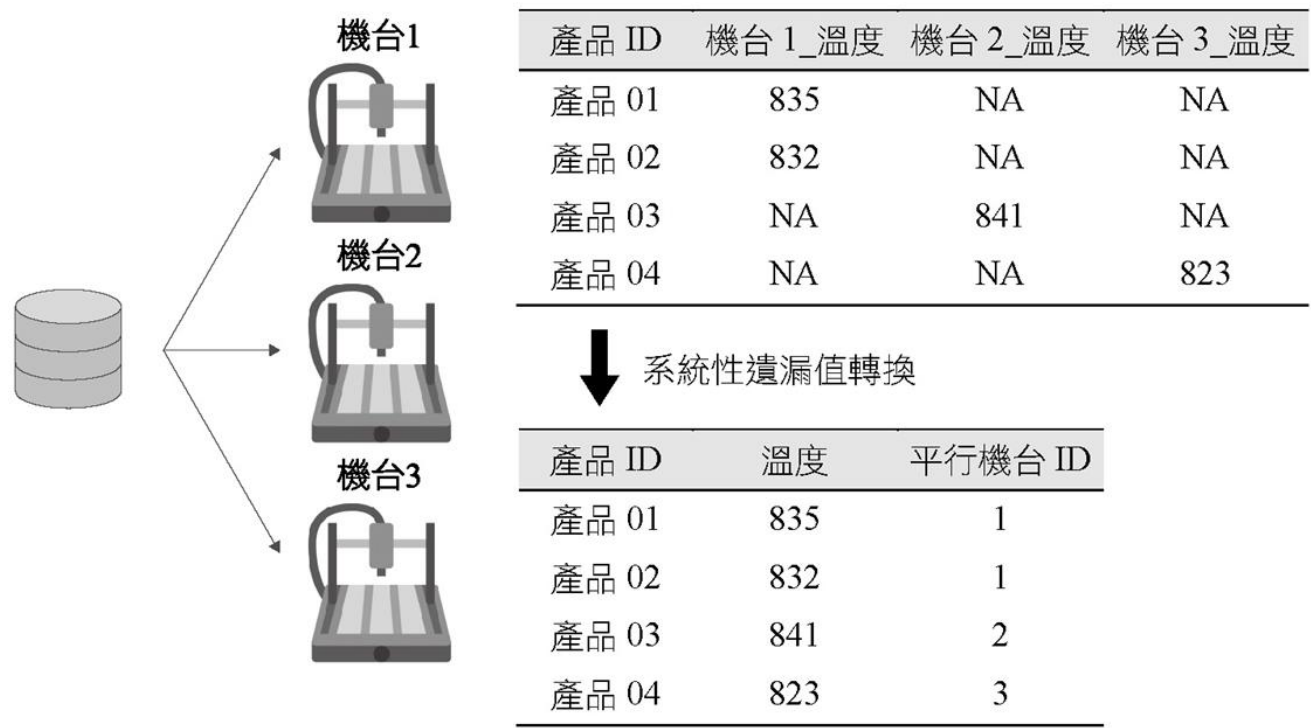 機台1
機台2
機台3
產品 ID 機台 1_溫度 機台 2_溫度 機台 3_溫度
產品 01 835 NA NA
產品 02 832 NA NA
產品 03 NA 841 NA
產品 04 NA NA 823
系統性遺漏值轉換
產品 ID 溫度 平行機台 ID
產品 01 835 1
產品 02 832 1
產品 03 841 2
產品 04 823 3